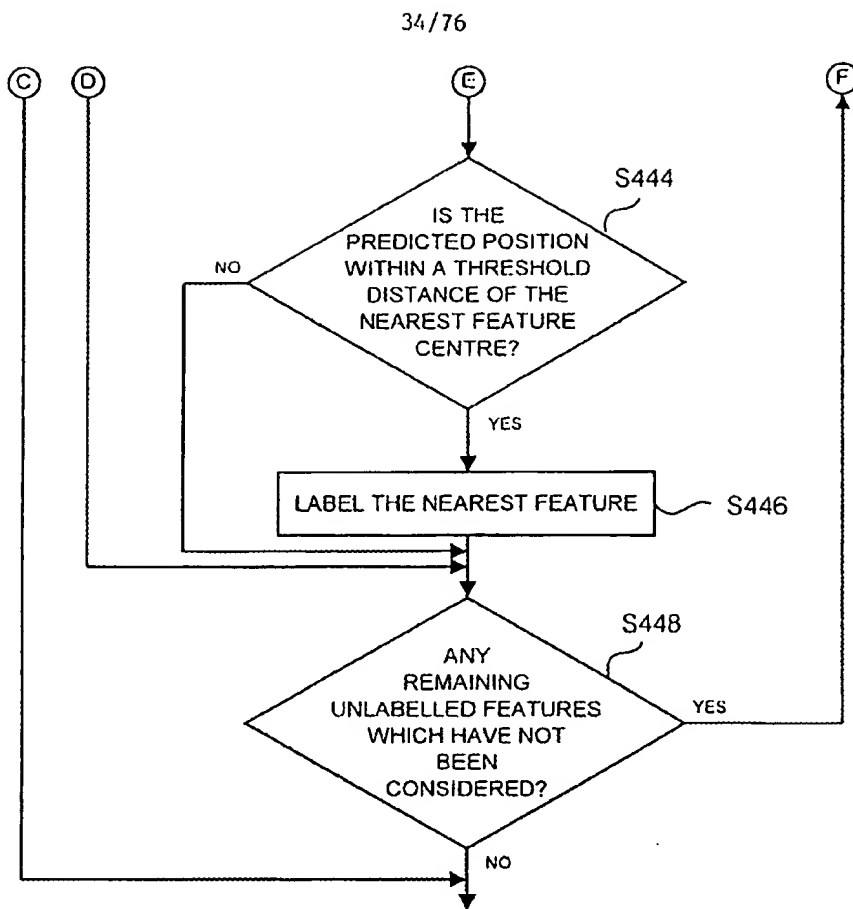 34/76
C D E F
S444
IS THE
PREDICTED POSITION
WITHIN A THRESHOLD
DISTANCE OF THE
NEAREST FEATURE
CENTRE?
NO
YES
LABEL THE NEAREST FEATURE
S446
S448
ANY
REMAINING
UNLABELLED FEATURES
WHICH HAVE NOT
BEEN
CONSIDERED?
YES
NO